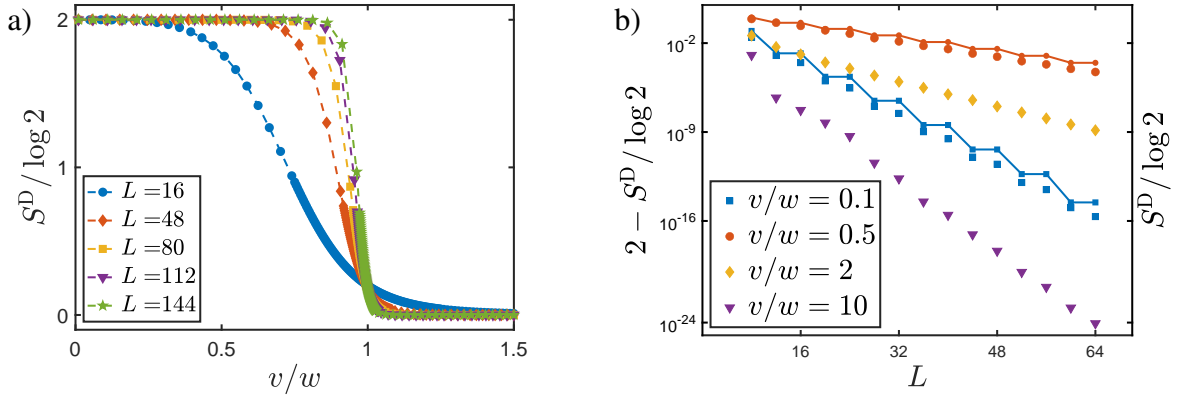 a)
S^D / log 2
2
1
0
L = 16
L = 48
L = 80
L = 112
L = 144
0
0.5
1
1.5
v/w
b)
2 − S^D / log 2
10^-2
10^-9
10^-16
10^-24
v/w = 0.1
v/w = 0.5
v/w = 2
v/w = 10
16
32
48
64
L
S^D / log 2